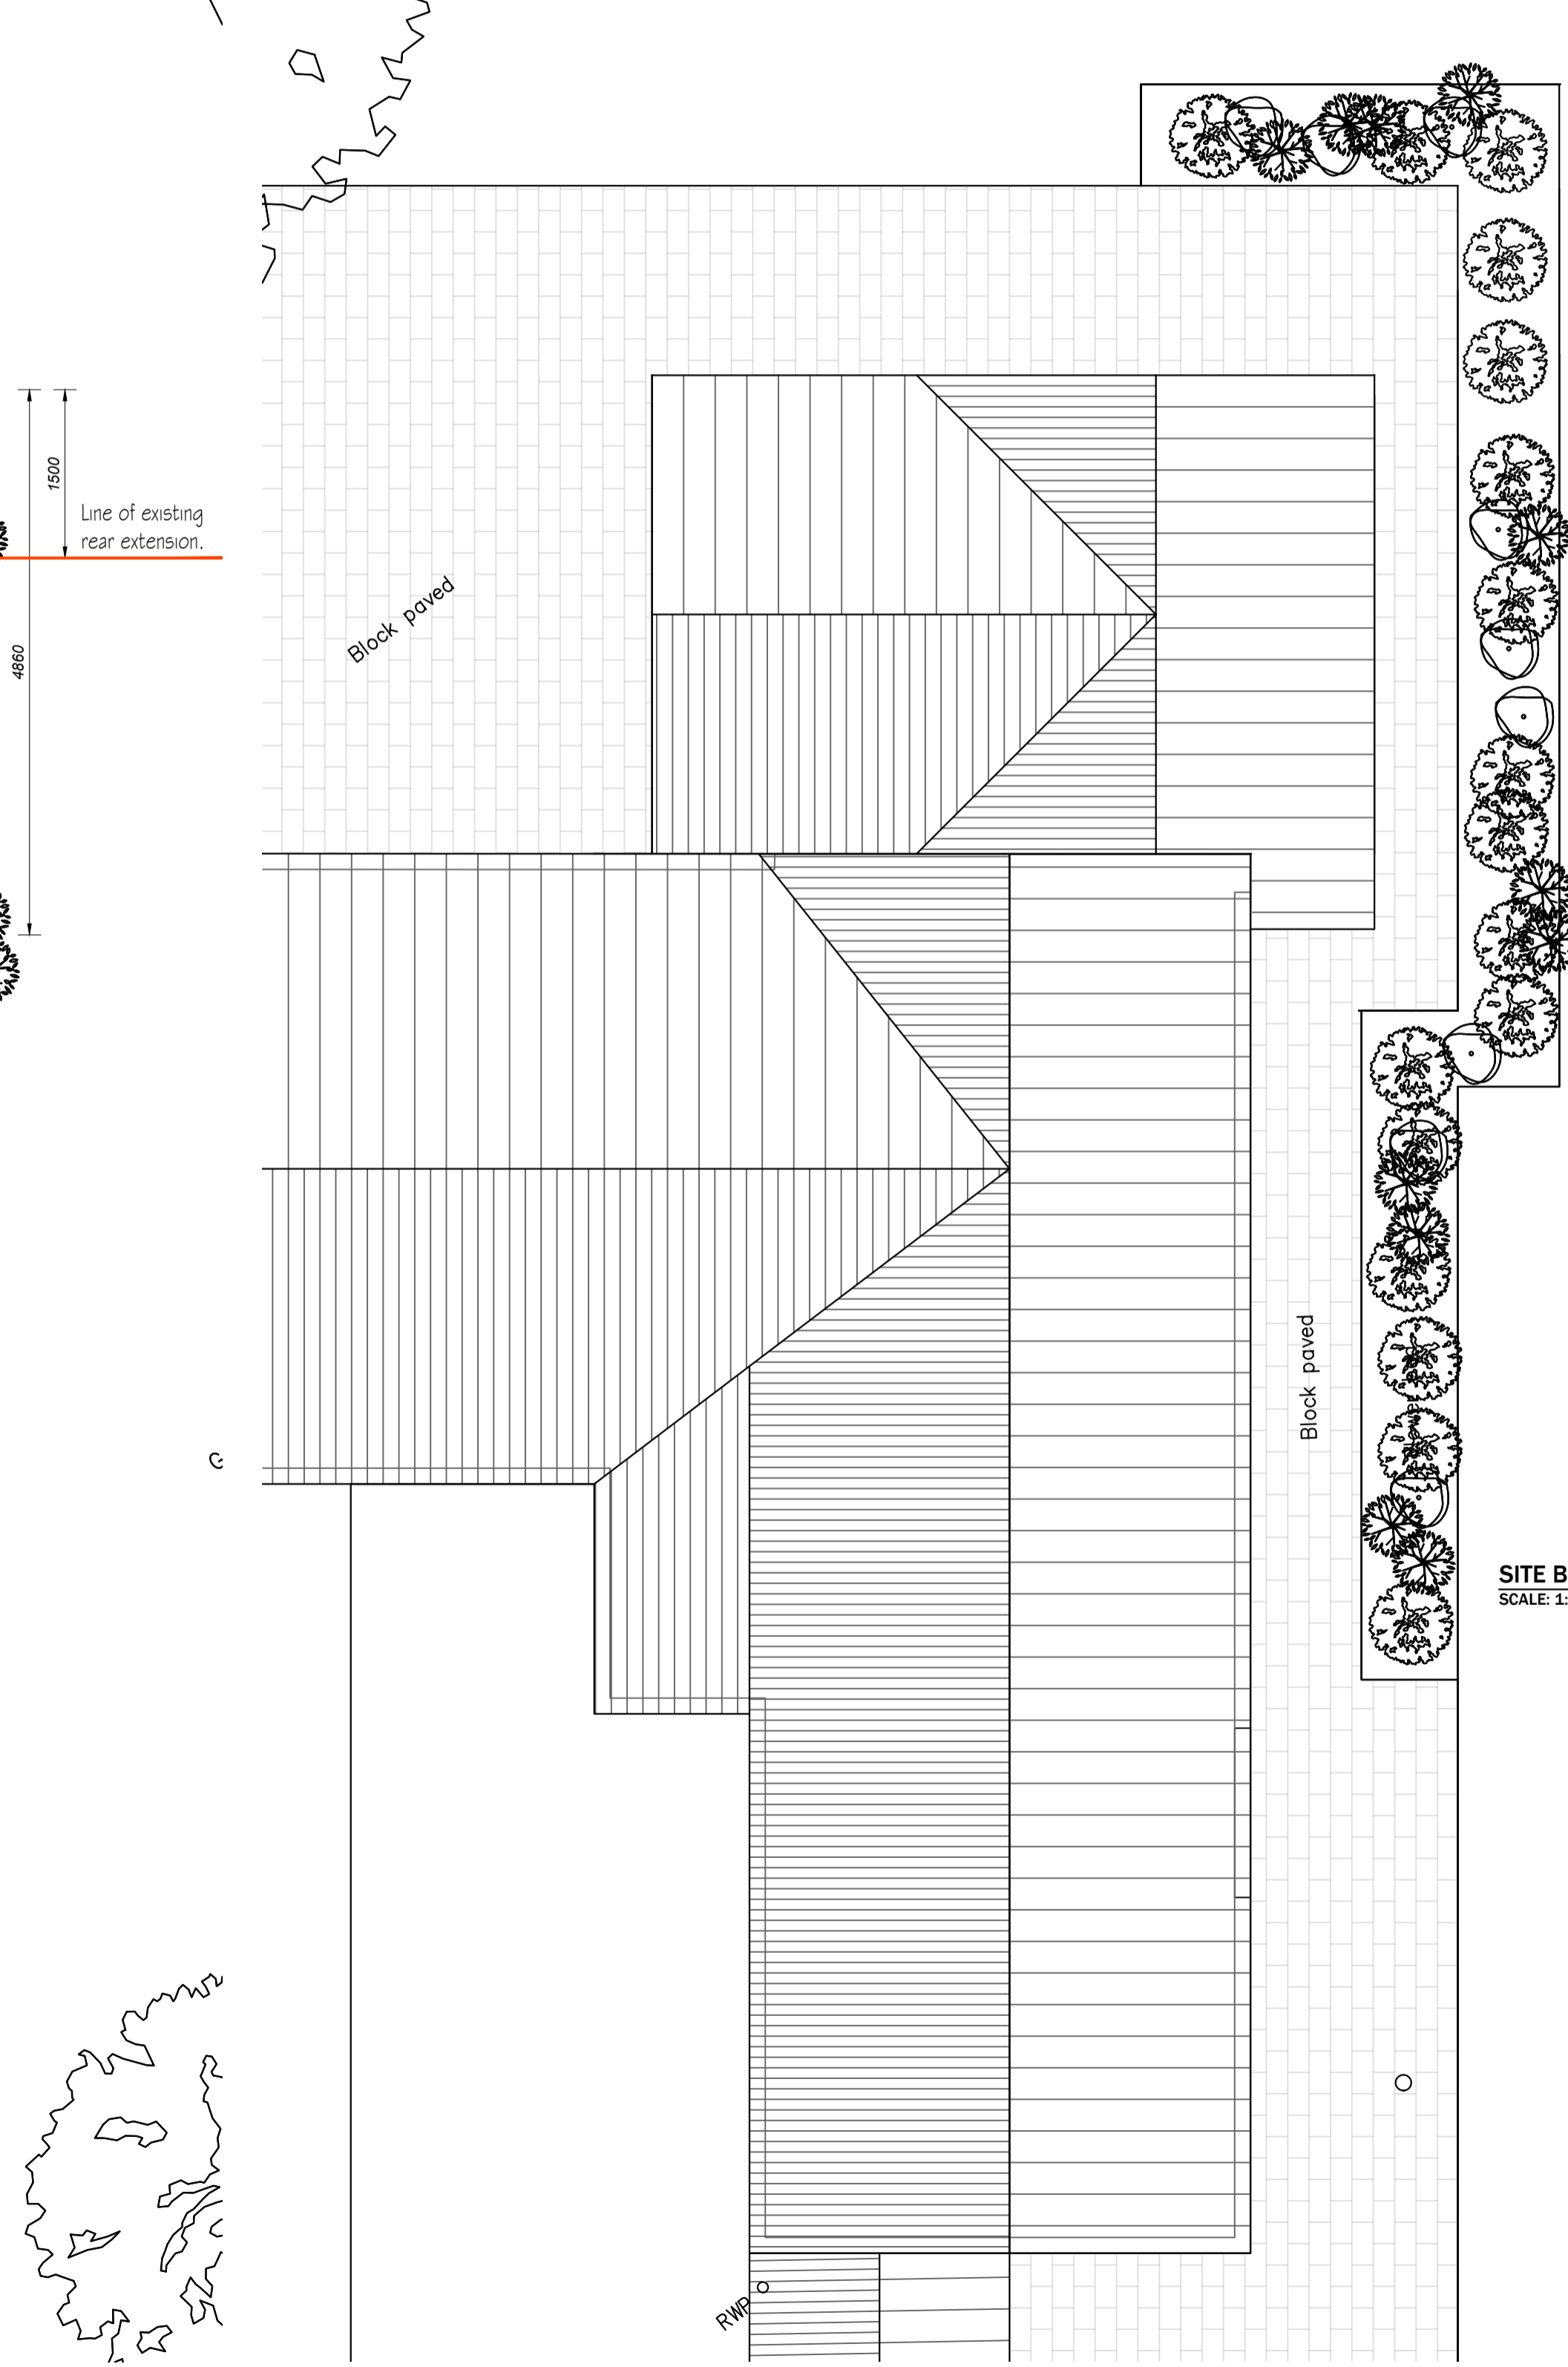 1500
Line of existing
rear extension.
4860
Block paved
Block paved
SITE B
SCALE: 1:
RWP